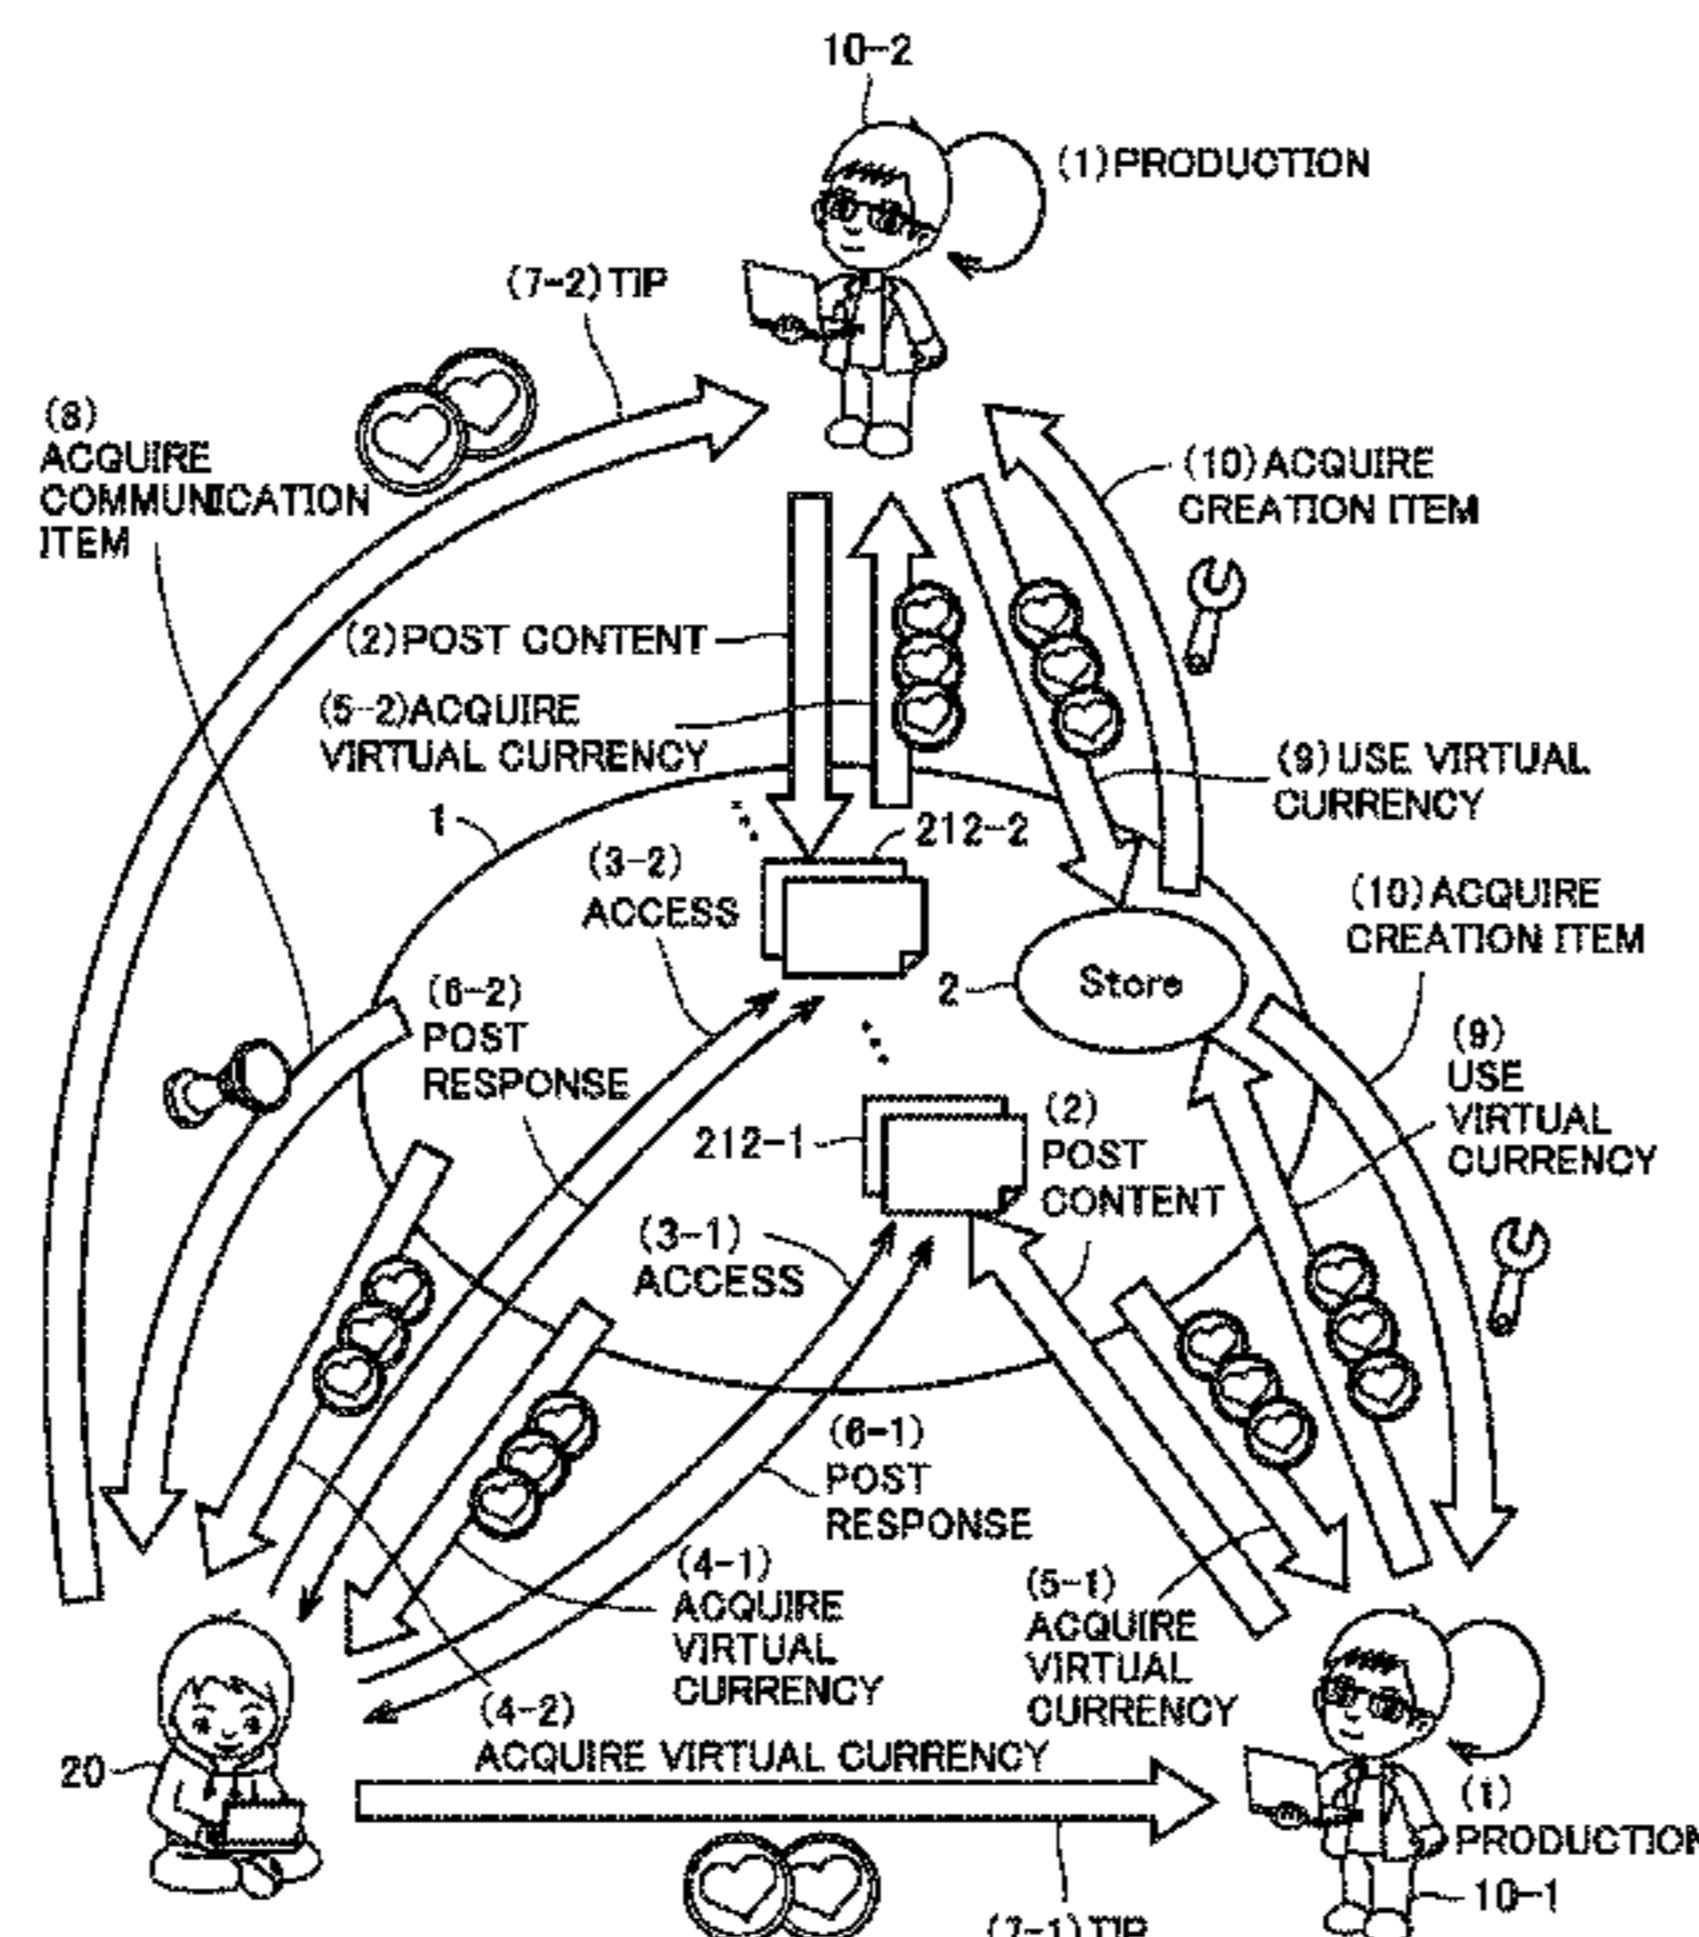 10-2
(1)PRODUCTION
(7-2)TIP
(8)
ACQUIRE
COMMUNICATION
ITEM
(10)ACQUIRE
CREATION ITEM
(2)POST CONTENT
(5-2)ACQUIRE
VIRTUAL CURRENCY
(9)USE VIRTUAL
CURRENCY
1
212-2
(3-2)
ACCESS
(10)ACQUIRE
CREATION ITEM
2
Store
(6-2)
POST
RESPONSE
(9)
USE
VIRTUAL
CURRENCY
212-1
(2)
POST
CONTENT
(3-1)
ACCESS
(6-1)
POST
RESPONSE
(4-1)
ACQUIRE
VIRTUAL
CURRENCY
(5-1)
ACQUIRE
VIRTUAL
CURRENCY
(4-2)
ACQUIRE VIRTUAL CURRENCY
20
(1)
PRODUCTION
10-1
(7-1)TIP